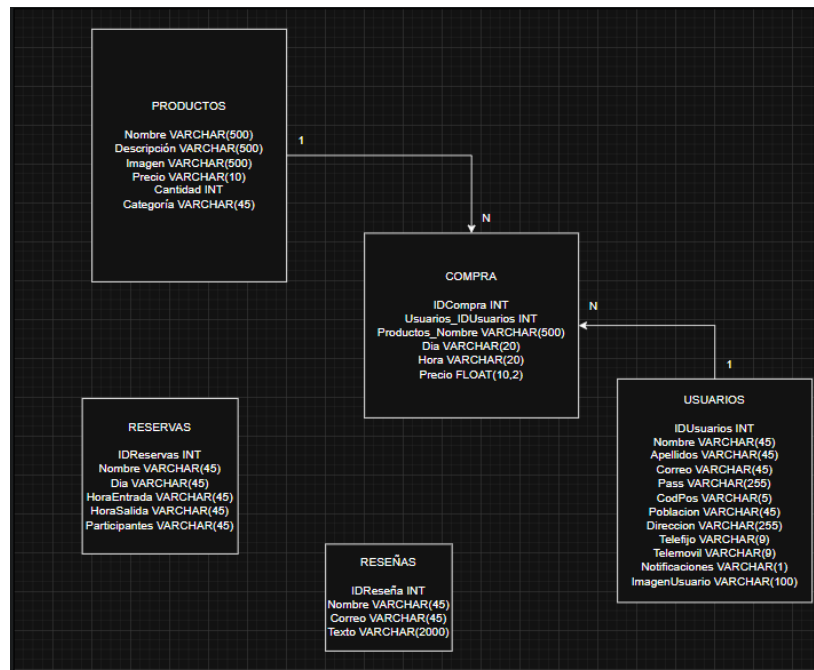 PRODUCTOS
Nombre VARCHAR(500)
Descripción VARCHAR(500)
Imagen VARCHAR(500)
Precio VARCHAR(10)
Cantidad INT
Categoría VARCHAR(45)
1
N
COMPRA
IDCompra INT
Usuarios_IDUsuarios INT
Productos_Nombre VARCHAR(500)
Dia VARCHAR(20)
Hora VARCHAR(20)
Precio FLOAT(10,2)
N
1
USUARIOS
IDUsuarios INT
Nombre VARCHAR(45)
Apellidos VARCHAR(45)
Correo VARCHAR(45)
Pass VARCHAR(255)
CodPos VARCHAR(5)
Poblacion VARCHAR(45)
Direccion VARCHAR(255)
Telefijo VARCHAR(9)
Telemovil VARCHAR(9)
Notificaciones VARCHAR(1)
ImagenUsuario VARCHAR(100)
RESERVAS
IDReservas INT
Nombre VARCHAR(45)
Dia VARCHAR(45)
HoraEntrada VARCHAR(45)
HoraSalida VARCHAR(45)
Participantes VARCHAR(45)
RESEÑAS
IDReseña INT
Nombre VARCHAR(45)
Correo VARCHAR(45)
Texto VARCHAR(2000)